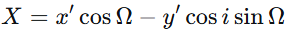 X = x′ cos Ω − y′ cos i sin Ω